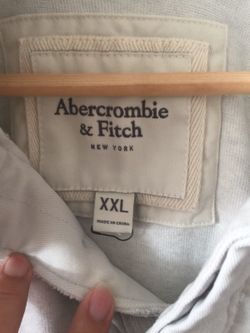 Abercrombie
& Fitch
NEW YORK
XXL
MADE IN CHINA